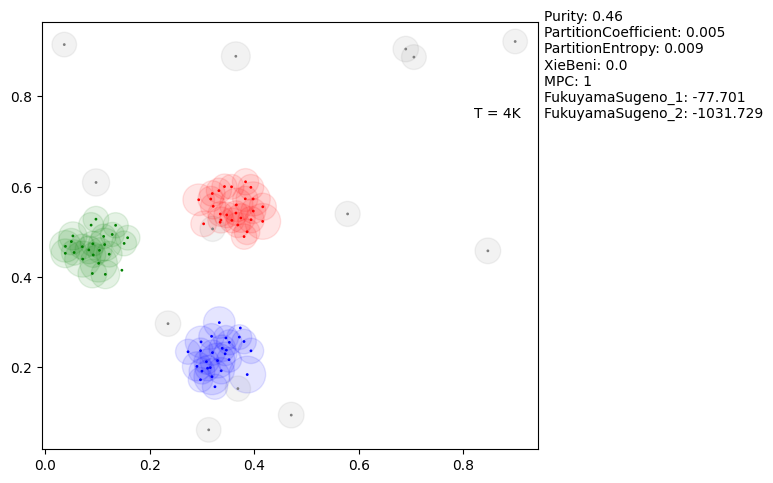 Purity: 0.46
PartitionCoefficient: 0.005
PartitionEntropy: 0.009
XieBeni: 0.0
MPC: 1
FukuyamaSugeno_1: -77.701
FukuyamaSugeno_2: -1031.729
T = 4K
0.8
0.6
0.4
0.2
0.0 0.2 0.4 0.6 0.8